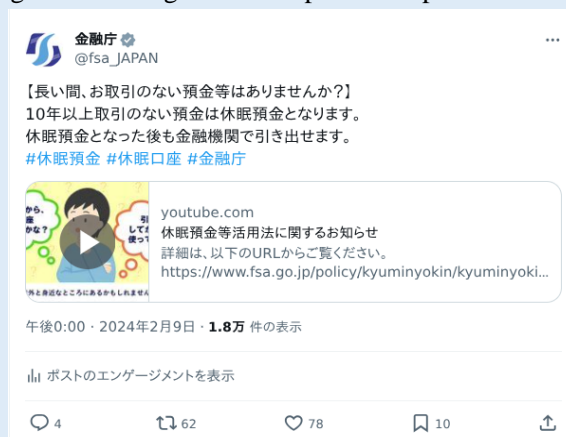 金融庁
@fsa_JAPAN
【長い間、お取引のない預金等はありませんか?】
10年以上取引のない預金は休眠預金となります。
休眠預金となった後も金融機関で引き出せます。
#休眠預金 #休眠口座 #金融庁
youtube.com
休眠預金等活用法に関するお知らせ
詳細は、以下のURLからご覧ください。
https://www.fsa.go.jp/policy/kyuminyokin/kyuminyoki...
午後0:00 · 2024年2月9日 · 1.8万 件の表示
ポストのエンゲージメントを表示
4 62 78 10